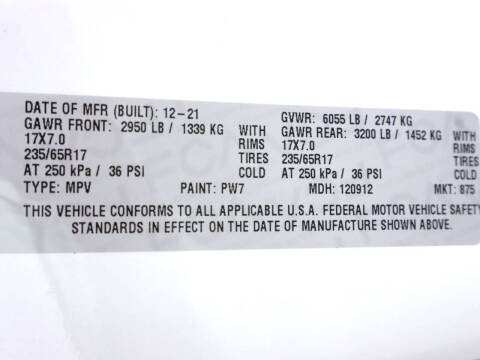 DATE OF MFR (BUILT): 12-21 GVWR: 6055 LB / 2747 KG
GAWR FRONT: 2950 LB / 1339 KG WITH GAWR REAR: 3200 LB / 1452 KG WITH
17X7.0 RIMS 17X7.0 RIMS
235/65R17 TIRES 235/65R17 TIRES
AT 250 kPa / 36 PSI COLD AT 250 kPa / 36 PSI COLD
TYPE: MPV PAINT: PW7 MDH: 120912 MKT: 875
THIS VEHICLE CONFORMS TO ALL APPLICABLE U.S.A. FEDERAL MOTOR VEHICLE SAFETY
STANDARDS IN EFFECT ON THE DATE OF MANUFACTURE SHOWN ABOVE.